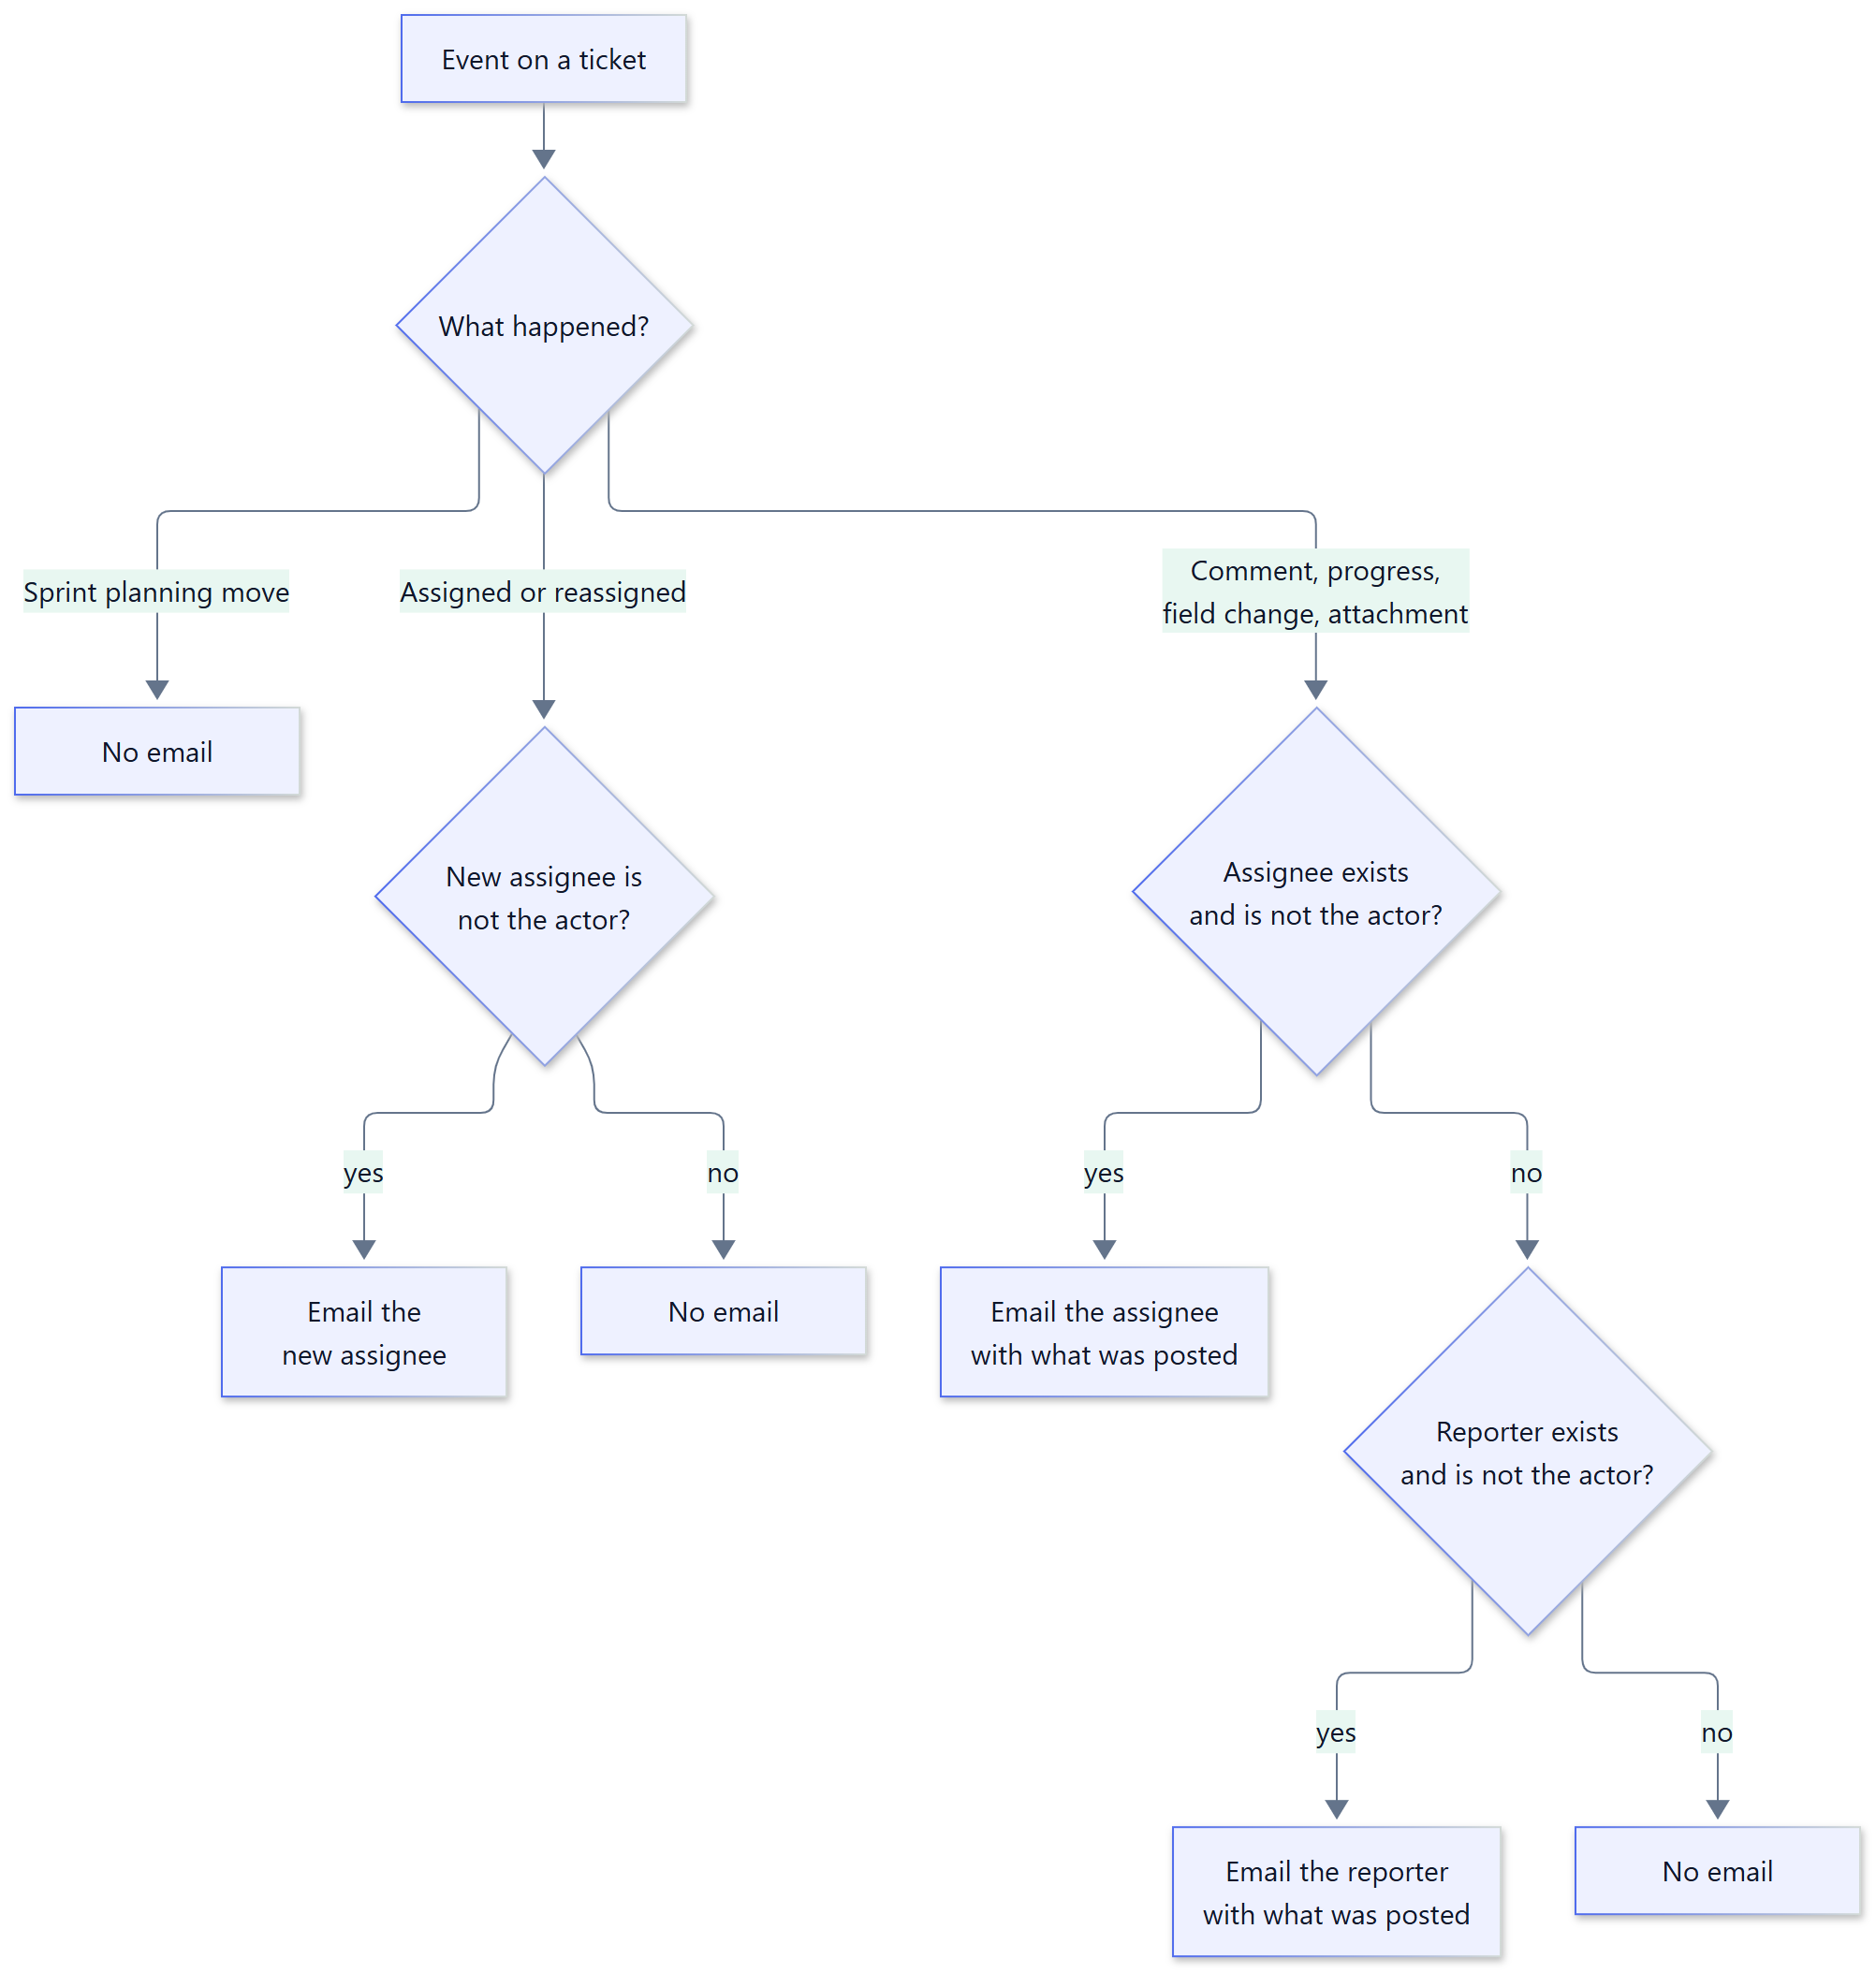 Event on a ticket
What happened?
Sprint planning move
Assigned or reassigned
Comment, progress,
field change, attachment
No email
New assignee is
not the actor?
Assignee exists
and is not the actor?
yes
no
yes
no
Email the
new assignee
No email
Email the assignee
with what was posted
Reporter exists
and is not the actor?
yes
no
Email the reporter
with what was posted
No email